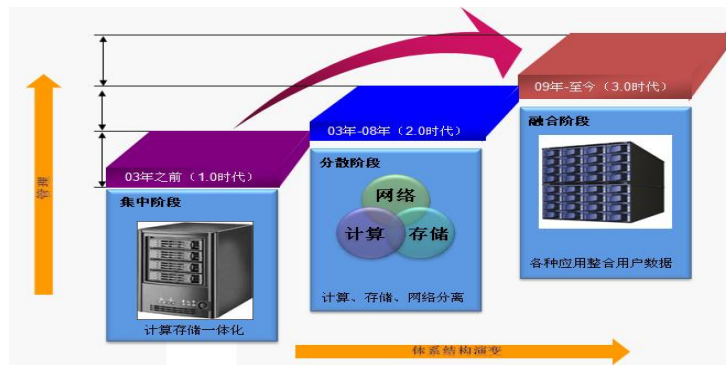 09年-至今（3.0时代）
03年-08年（2.0时代）
融合阶段
分散阶段
03年之前（1.0时代）
管理
集中阶段
网络
计算
存储
各种应用整合用户数据
计算、存储、网络分离
计算存储一体化
体系结构演变